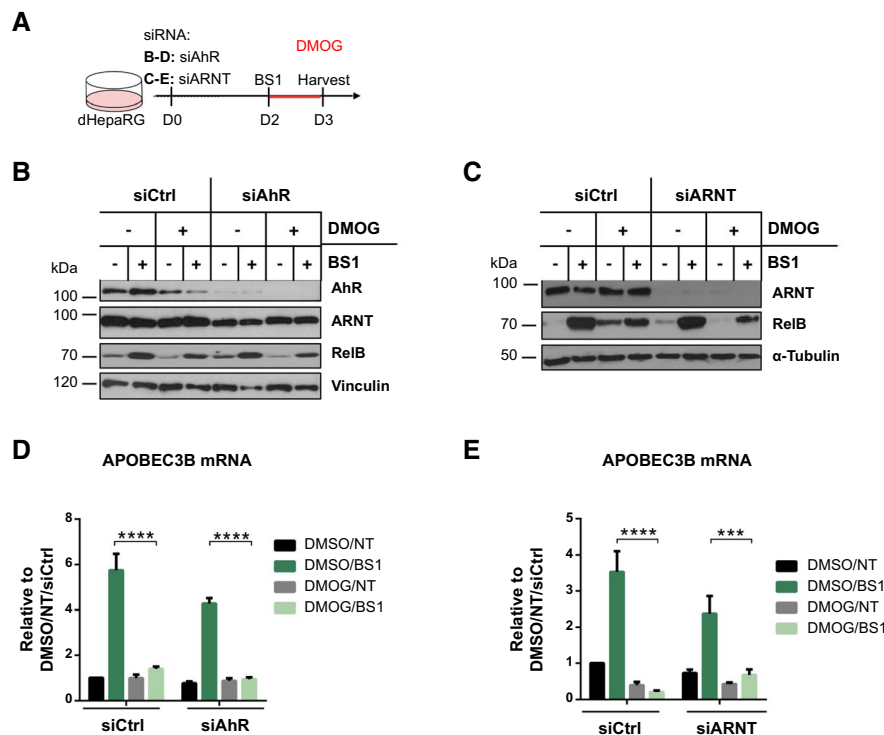 A
siRNA:
B-D: siAhR
C-E: siARNT
DMOG
BS1 Harvest
dHepaRG D0 D2 D3
B
siCtrl siAhR
- + - + DMOG
kDa - + - + - + - + BS1
100 AhR
100 ARNT
70 RelB
120 Vinculin
C
siCtrl siARNT
- + - + DMOG
kDa - + - + - + - + BS1
100 ARNT
70 RelB
50 α-Tubulin
D
APOBEC3B mRNA
Relative to
DMSO/NT/siCtrl
8
6
4
2
0
**** ****
siCtrl siAhR
DMSO/NT
DMSO/BS1
DMOG/NT
DMOG/BS1
E
APOBEC3B mRNA
Relative to
DMSO/NT/siCtrl
5
4
3
2
1
0
**** ***
siCtrl siARNT
DMSO/NT
DMSO/BS1
DMOG/NT
DMOG/BS1